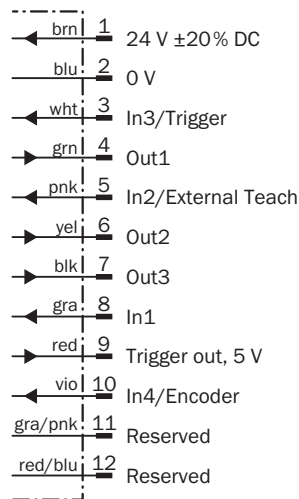 brn 1 24 V ±20% DC
blu 2 0 V
wht 3 In3/Trigger
grn 4 Out1
pnk 5 In2/External Teach
yel 6 Out2
blk 7 Out3
gra 8 In1
red 9 Trigger out, 5 V
vio 10 In4/Encoder
gra/pnk 11 Reserved
red/blu 12 Reserved